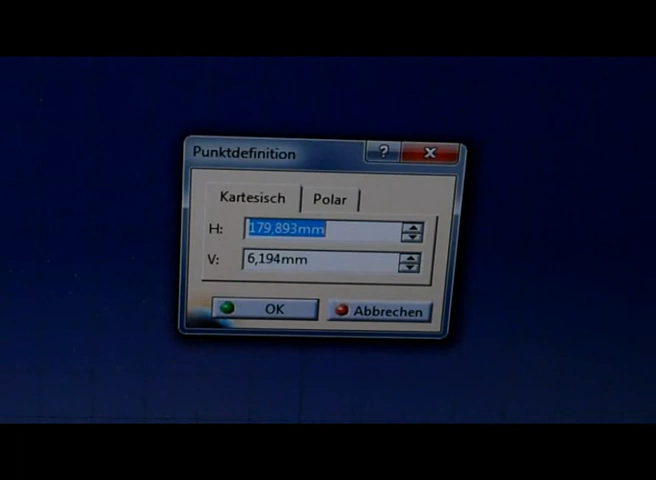 Punktdefinition ?
Kartesisch Polar
H: 179,893mm
V: 6,194mm
OK Abbrechen